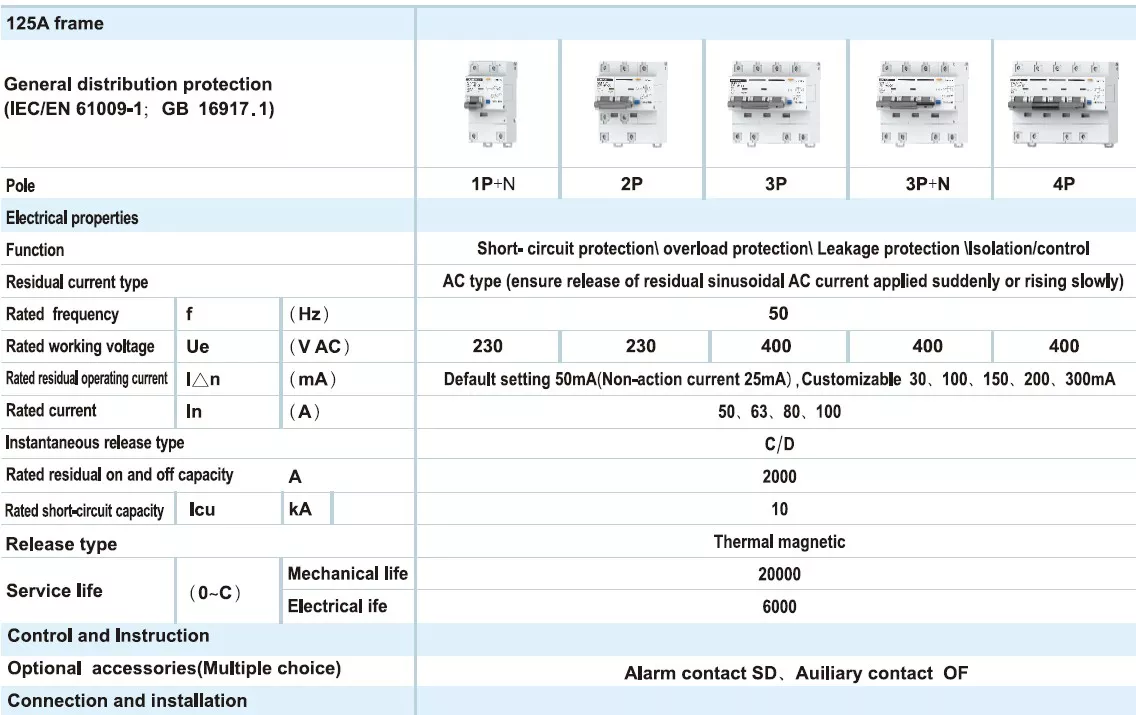 125A frame
General distribution protection
(IEC/EN 61009-1; GB 16917.1)
Pole 1P+N 2P 3P 3P+N 4P
Electrical properties
Function Short- circuit protection\ overload protection\ Leakage protection \Isolation/control
Residual current type AC type (ensure release of residual sinusoidal AC current applied suddenly or rising slowly)
Rated frequency f (Hz) 50
Rated working voltage Ue (V AC) 230 230 400 400 400
Rated residual operating current I△n (mA) Default setting 50mA(Non-action current 25mA),Customizable 30、100、150、200、300mA
Rated current In (A) 50、63、80、100
Instantaneous release type C/D
Rated residual on and off capacity A 2000
Rated short-circuit capacity Icu kA 10
Release type Thermal magnetic
Service life (0~C) Mechanical life 20000
Electrical ife 6000
Control and Instruction
Optional accessories(Multiple choice) Alarm contact SD、Auiliary contact OF
Connection and installation